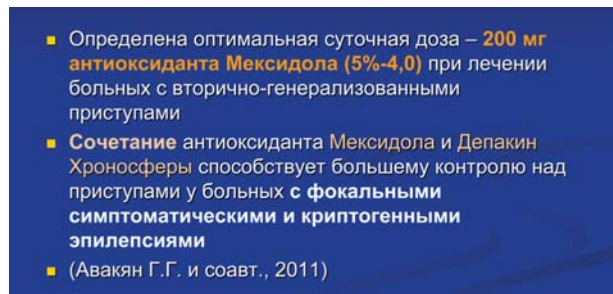 Определена оптимальная суточная доза – 200 мг
антиоксиданта Мексидола (5%-4,0) при лечении
больных с вторично-генерализованными
приступами
Сочетание антиоксиданта Мексидола и Депакин
Хроносферы способствует большему контролю над
приступами у больных с фокальными
симптоматическими и криптогенными
эпилепсиями
(Авакян Г.Г. и соавт., 2011)